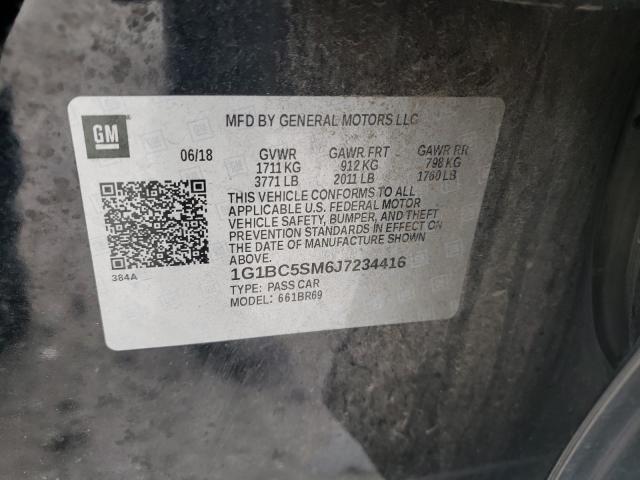 GM
MFD BY GENERAL MOTORS LLC
06/18 GVWR GAWR FRT GAWR RR
1711 KG 912 KG 798 KG
3771 LB 2011 LB 1760 LB
THIS VEHICLE CONFORMS TO ALL
APPLICABLE U.S. FEDERAL MOTOR
VEHICLE SAFETY, BUMPER, AND THEFT
PREVENTION STANDARDS IN EFFECT ON
THE DATE OF MANUFACTURE SHOWN
ABOVE.
384A
1G1BC5SM6J7234416
TYPE: PASS CAR
MODEL: 661BR69